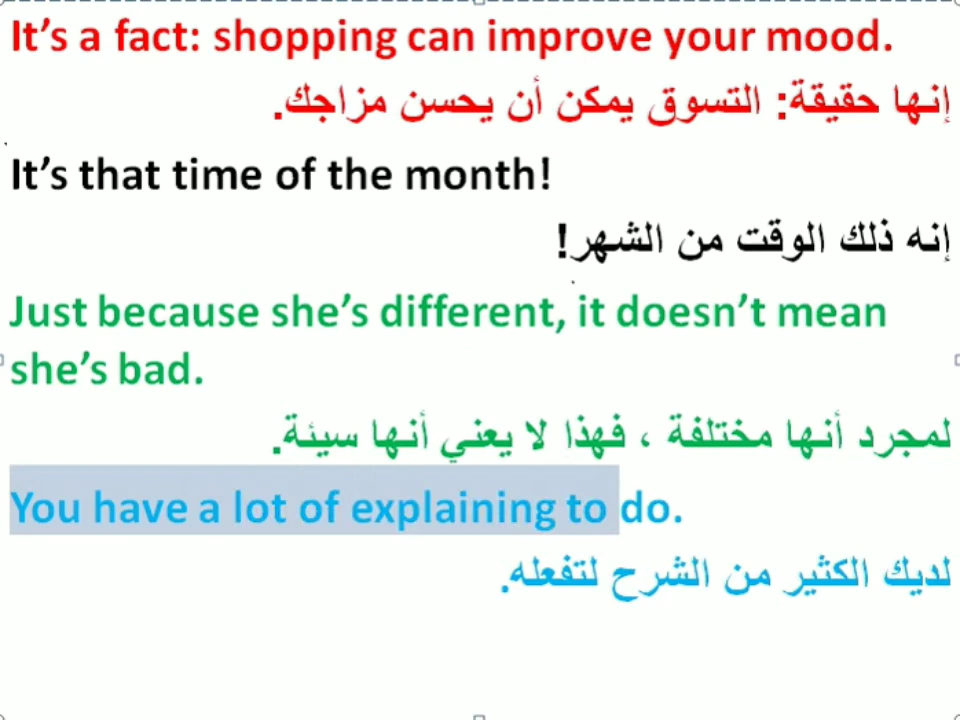 It’s a fact: shopping can improve your mood.
إنها حقيقة: التسوق يمكن أن يحسن مزاجك.
It’s that time of the month!
إنه ذلك الوقت من الشهر!
Just because she’s different, it doesn’t mean
she’s bad.
لمجرد أنها مختلفة ، فهذا لا يعني أنها سيئة.
You have a lot of explaining to do.
لديك الكثير من الشرح لتفعله.